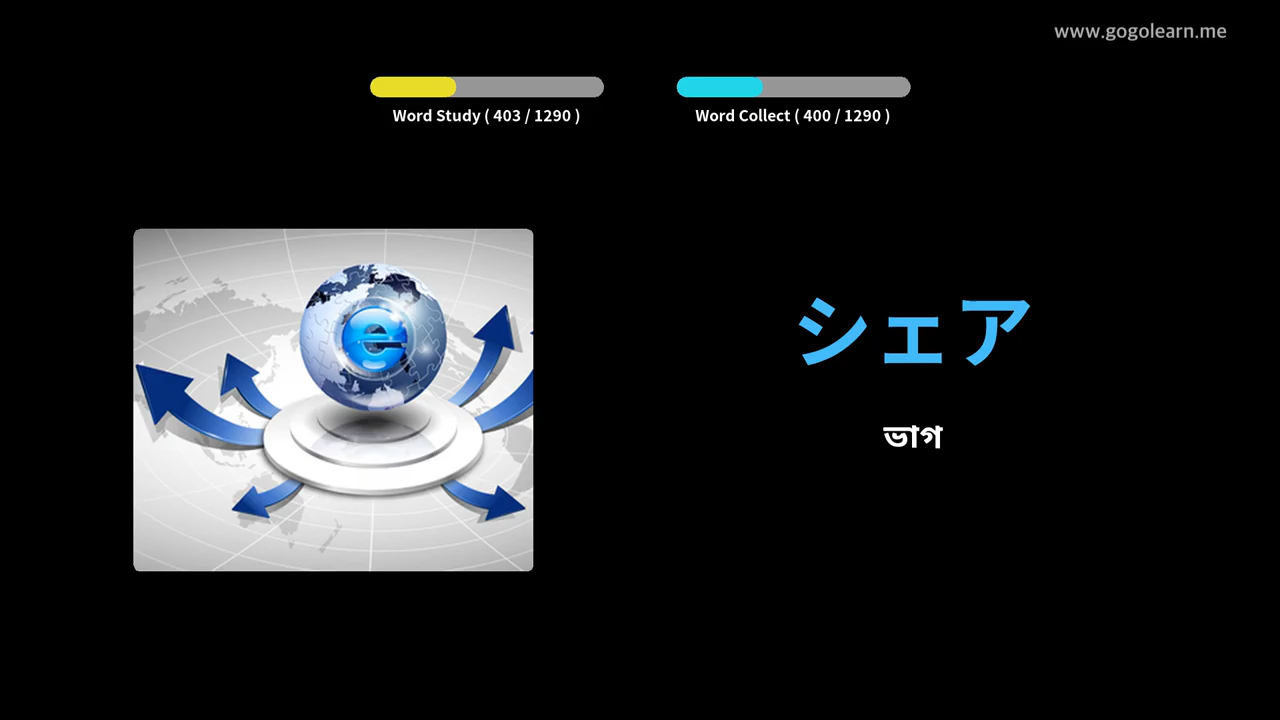 www.gogolearn.me
Word Study ( 403 / 1290 )
Word Collect ( 400 / 1290 )
e
シェア
ভাগ